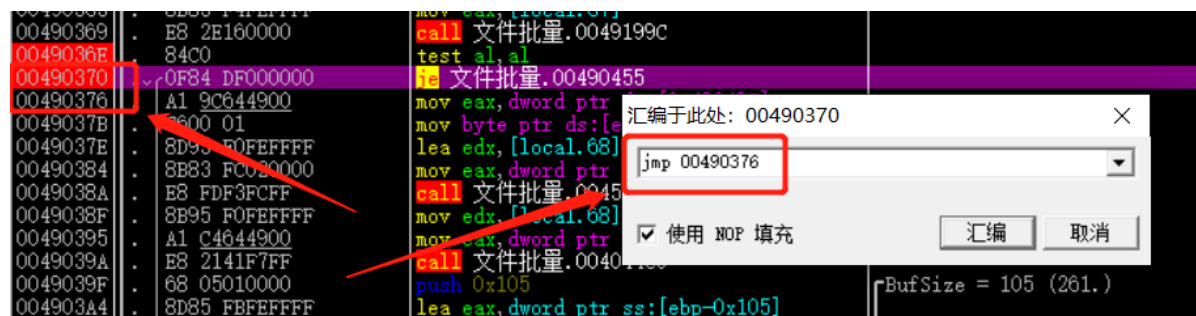 00490369 . E8 2E160000 call 文件批量.0049199C
0049036E . 84C0 test al,al
00490370 . 0F84 DF000000 je 文件批量.00490455
00490376 . A1 9C644900 mov eax,dword ptr
0049037B . C600 01 mov byte ptr ds:[e
0049037E . 8D95 F0FEFFFF lea edx,[local.68]
00490384 . 8B83 FC020000 mov eax,dword ptr
0049038A . E8 FDF3FCFF call 文件批量.0045
0049038F . 8B95 F0FEFFFF mov edx,[local.68]
00490395 . A1 C4644900 mov eax,dword ptr
0049039A . E8 2141F7FF call 文件批量.00404
0049039F . 68 05010000 push 0x105 BufSize = 105 (261.)
004903A4 . 8D85 FBFEFFFF lea eax,dword ptr ss:[ebp-0x105]
汇编于此处：00490370
jmp 00490376
使用 NOP 填充
汇编
取消